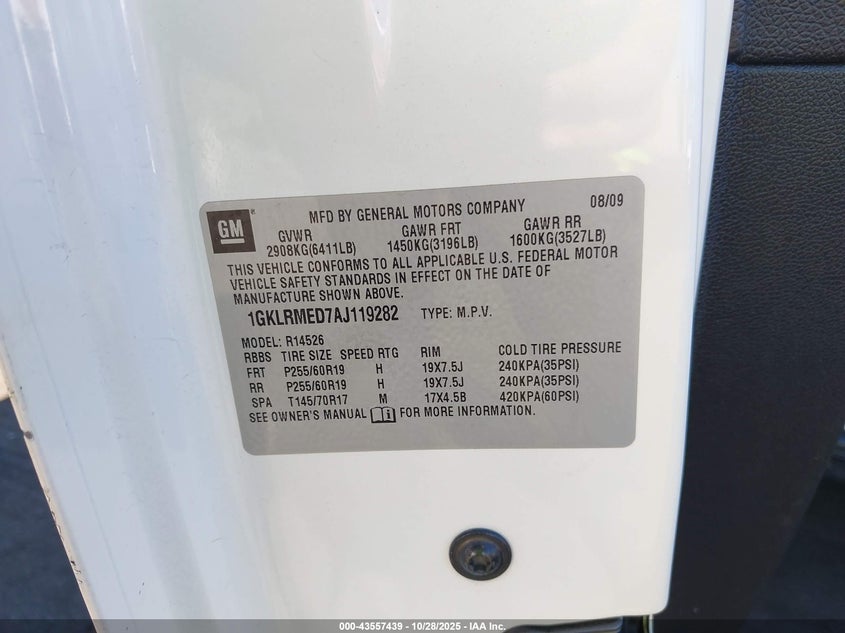 GM ®
MFD BY GENERAL MOTORS COMPANY 08/09
GVWR GAWR FRT GAWR RR
2908KG(6411LB) 1450KG(3196LB) 1600KG(3527LB)
THIS VEHICLE CONFORMS TO ALL APPLICABLE U.S. FEDERAL MOTOR
VEHICLE SAFETY STANDARDS IN EFFECT ON THE DATE OF
MANUFACTURE SHOWN ABOVE.
1GKLRMED7AJ119282 TYPE: M.P.V.
MODEL: R14526
RBBS TIRE SIZE SPEED RTG RIM COLD TIRE PRESSURE
FRT P255/60R19 H 19X7.5J 240KPA(35PSI)
RR P255/60R19 H 19X7.5J 240KPA(35PSI)
SPA T145/70R17 M 17X4.5B 420KPA(60PSI)
SEE OWNER'S MANUAL i FOR MORE INFORMATION.
000-43557439 - 10/28/2025 - IAA Inc.